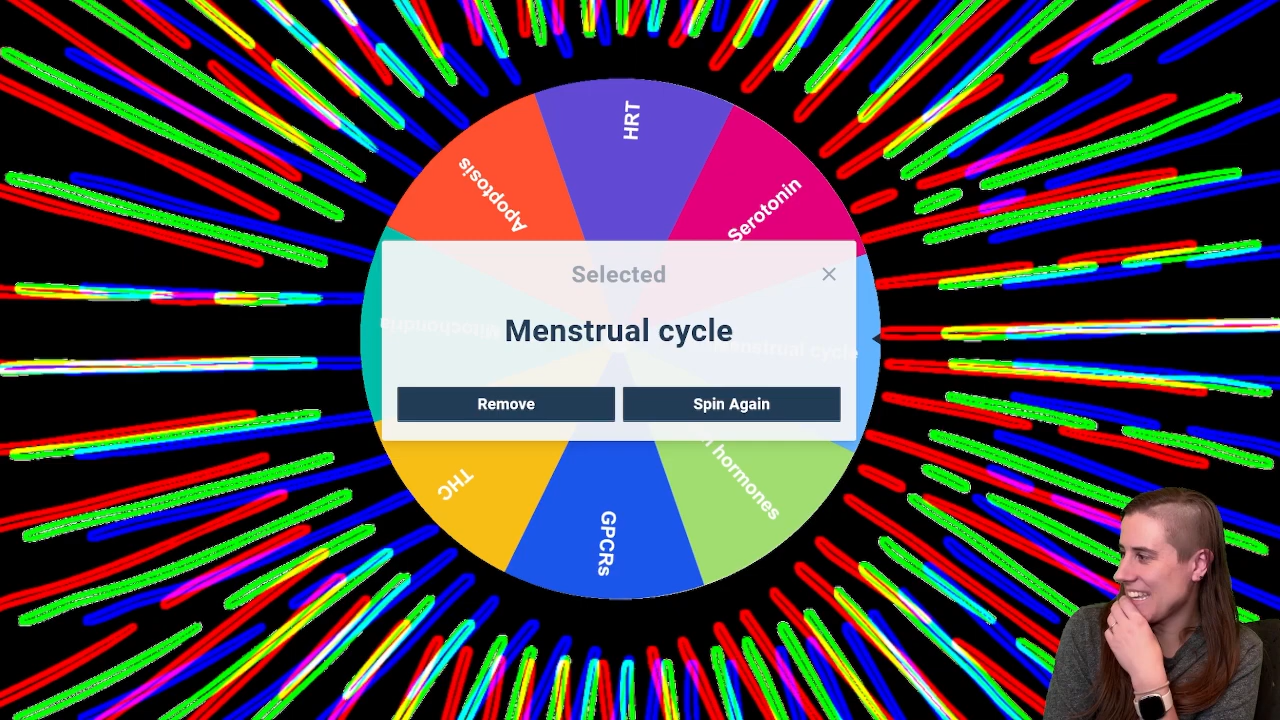 HRT
Apoptosis
Serotonin
Selected
Menstrual cycle
Remove
Spin Again
hormones
THC
GPCRs